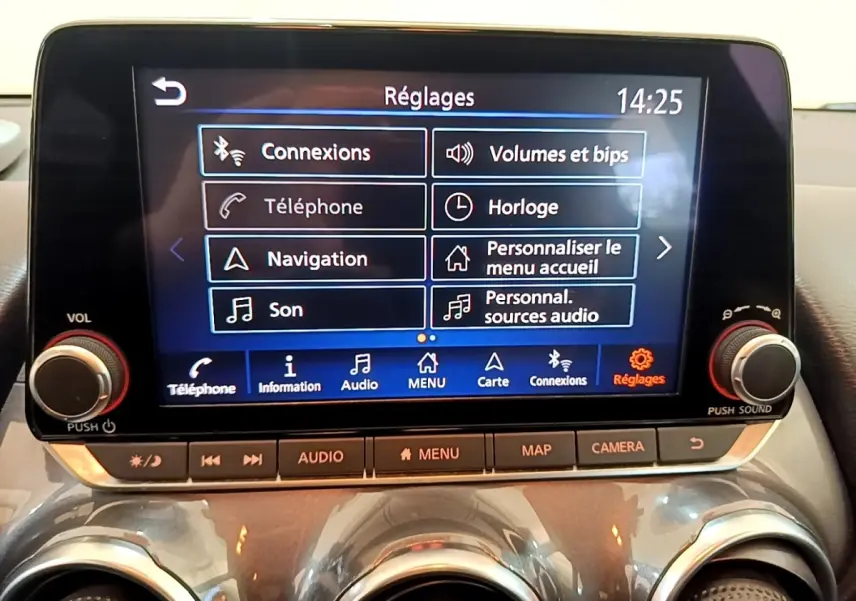 Réglages
14:25
Connexions
Volumes et bips
Téléphone
Horloge
Navigation
Personnaliser le
menu accueil
Son
Personnal.
sources audio
Téléphone
Information
Audio
MENU
Carte
Connexions
Réglages
VOL
PUSH
PUSH SOUND
AUDIO
MENU
MAP
CAMERA